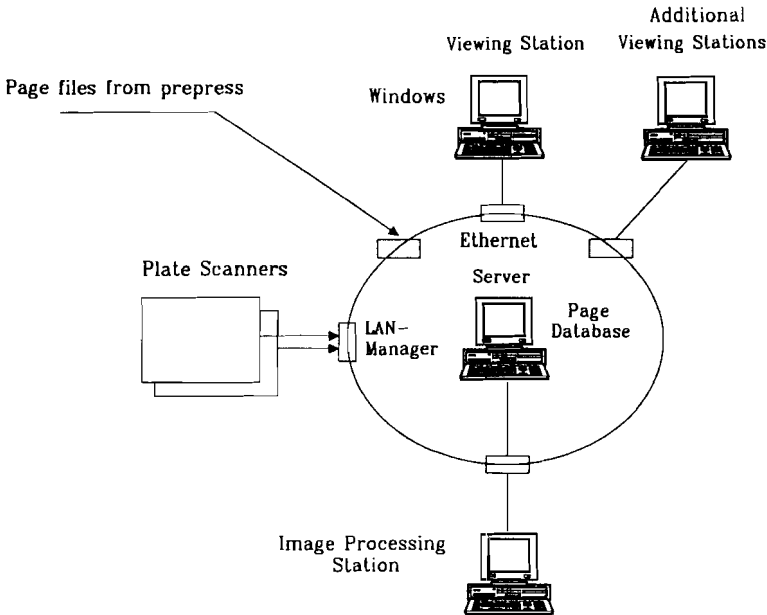 Additional
Viewing Stations
Viewing Station
Page files from prepress
Windows
Ethernet
Plate Scanners
Server
Page
Database
LAN-
Manager
Image Processing
Station